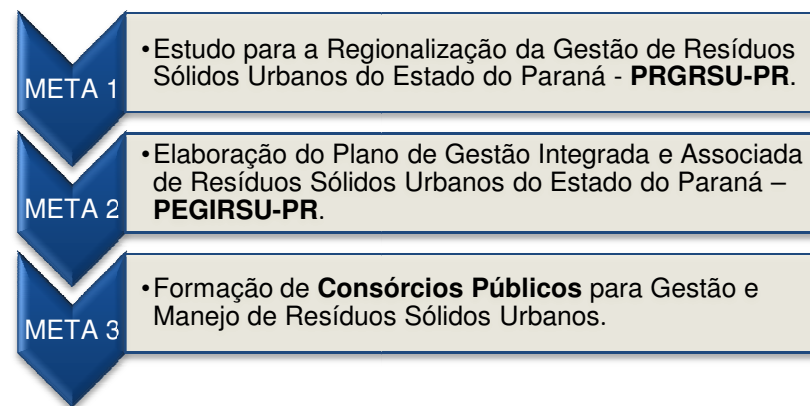 META 1
•Estudo para a Regionalização da Gestão de Resíduos
Sólidos Urbanos do Estado do Paraná - PRGRSU-PR.
META 2
•Elaboração do Plano de Gestão Integrada e Associada
de Resíduos Sólidos Urbanos do Estado do Paraná –
PEGIRSU-PR.
META 3
•Formação de Consórcios Públicos para Gestão e
Manejo de Resíduos Sólidos Urbanos.